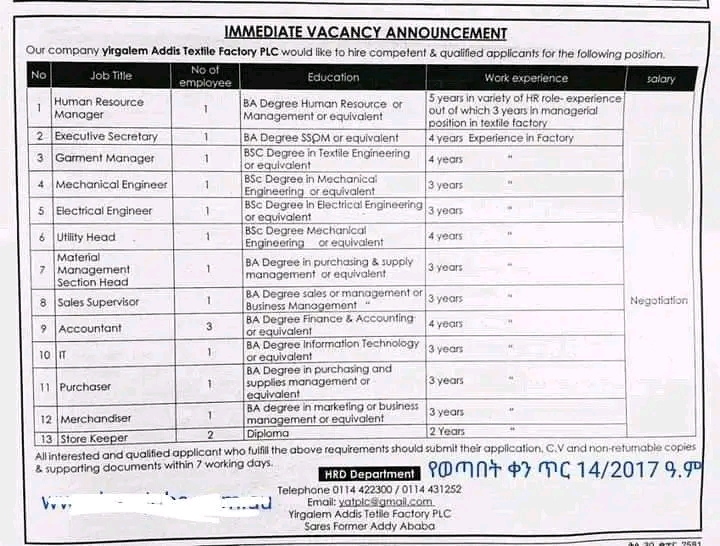 IMMEDIATE VACANCY ANNOUNCEMENT
Our company yirgalem Addis Textile Factory PLC would like to hire competent & qualified applicants for the following position.
No Job Title No of employee Education Work experience salary
1 Human Resource Manager 1 BA Degree Human Resource or Management or equivalent 5 years in variety of HR role- experience out of which 3 years in managerial position in textile factory
2 Executive Secretary 1 BA Degree SSPM or equivalent 4 years Experience in Factory
3 Garment Manager 1 BSC Degree in Textile Engineering or equivalent 4 years "
4 Mechanical Engineer 1 BSc Degree in Mechanical Engineering or equivalent 3 years "
5 Electrical Engineer 1 BSc Degree in Electrical Engineering or equivalent 3 years "
6 Utility Head 1 BSc Degree Mechanical Engineering or equivalent 4 years "
7 Material Management Section Head 1 BA Degree in purchasing & supply management or equivalent 3 years "
8 Sales Supervisor 1 BA Degree sales or management or Business Management " 3 years "
Negotiation
9 Accountant 3 BA Degree Finance & Accounting or equivalent 4 years "
10 IT 1 BA Degree Information Technology or equivalent 3 years "
11 Purchaser 1 BA Degree in purchasing and supplies management or equivalent 3 years "
12 Merchandiser 1 BA degree in marketing or business management or equivalent 3 years "
13 Store Keeper 2 Diploma 2 Years "
All interested and qualified applicant who fulfill the above requirements should submit their application, C.V and non-returnable copies
& supporting documents within 7 working days.
HRD Department የወጣበት ቀን ጥር 14/2017 ዓ.ም
Telephone 0114 422300 / 0114 431252
Email: yatplc@gmail.com
Yirgalem Addis Tetile Factory PLC
Sares Former Addy Ababa